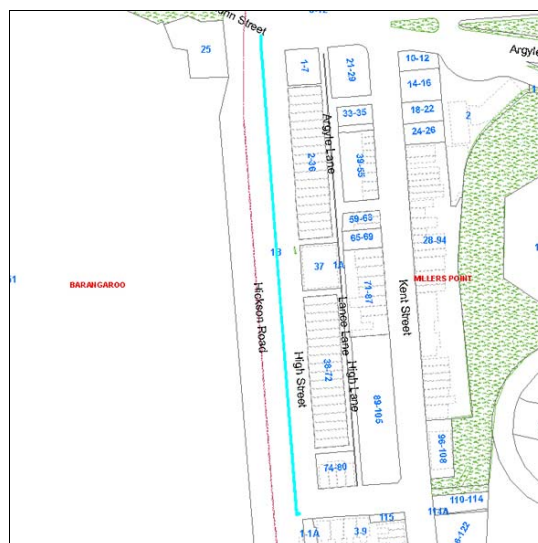 25
1-7
21-29
10-12
14-16
33-35
18-22
24-26
2
Argyle Lane
2-36
39-55
59-63
65-69
28-94
37
1A
BARANGAROO
MILLERS POINT
Hickson Road
High Street
Lance Lane
High Lane
71-87
Kent Street
38-72
89-105
96-108
74-80
110-114
115
1-1A
3-9